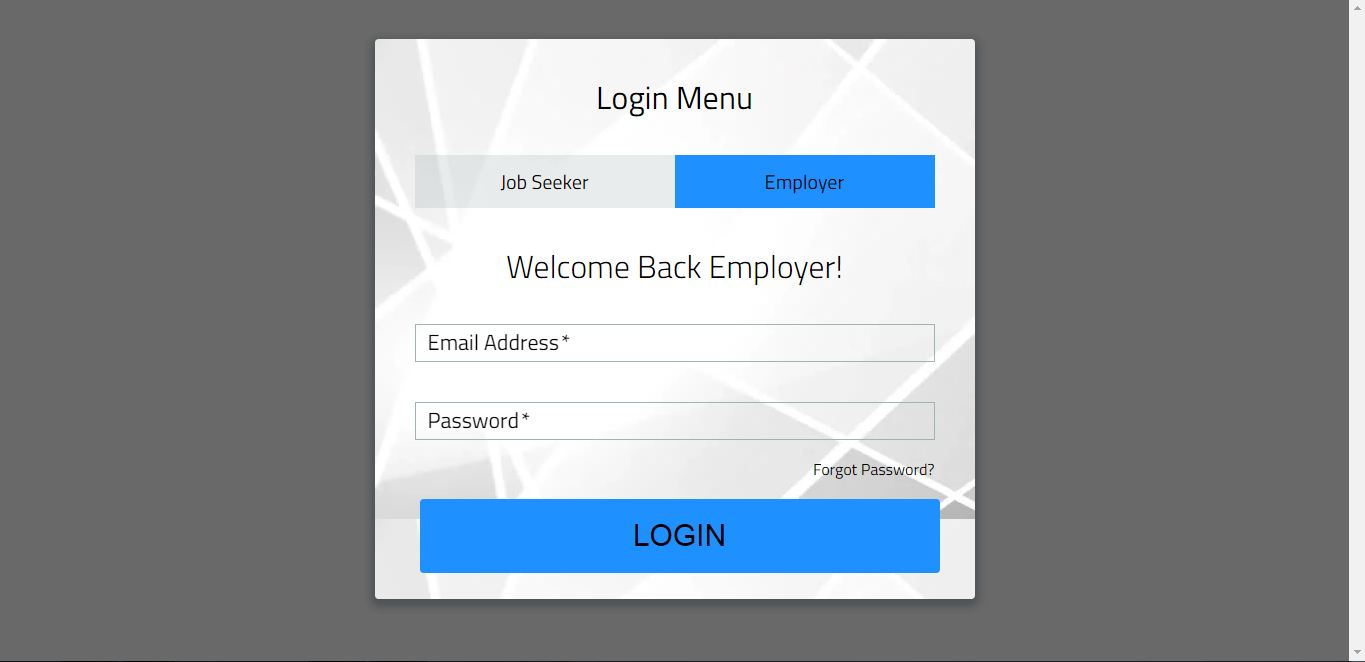 Login Menu
Job Seeker
Employer
Welcome Back Employer!
Email Address*
Password*
Forgot Password?
LOGIN